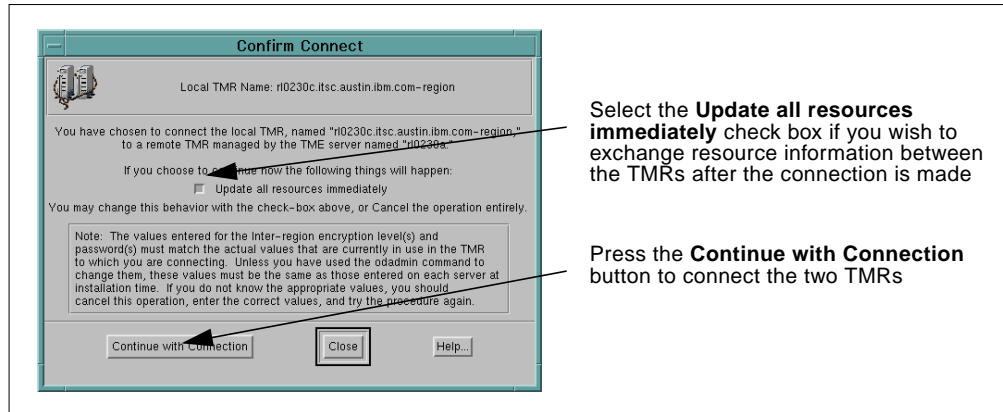 Confirm Connect
Local TMR Name: rl0230c.itsc.austin.ibm.com-region
You have chosen to connect the local TMR, named "rl0230c.itsc.austin.ibm.com-region,"
to a remote TMR managed by the TME server named "rl0230a."
If you choose to continue now the following things will happen:
Update all resources immediately
You may change this behavior with the check-box above, or Cancel the operation entirely.
Note: The values entered for the Inter-region encryption level(s) and
password(s) must match the actual values that are currently in use in the TMR
to which you are connecting. Unless you have used the odadmin command to
change them, these values must be the same as those entered on each server at
installation time. If you do not know the appropriate values, you should
cancel this operation, enter the correct values, and try the procedure again.
Continue with Connection
Close
Help...
Select the Update all resources
immediately check box if you wish to
exchange resource information between
the TMRs after the connection is made
Press the Continue with Connection
button to connect the two TMRs